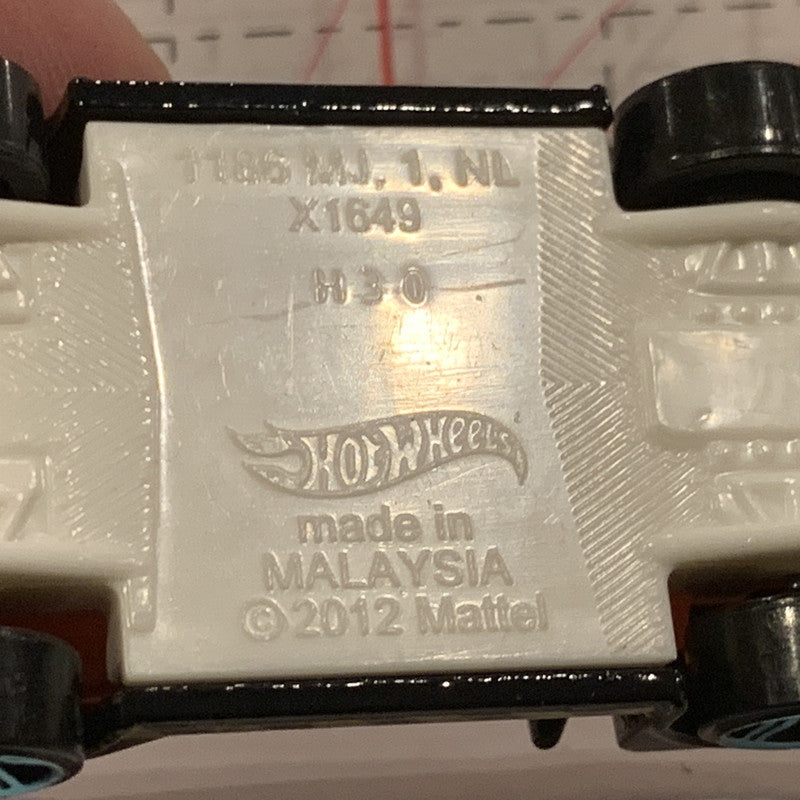 1186 MJ, 1, NL
X1649
H30
HOT WHEELS
made in
MALAYSIA
©2012 Mattel